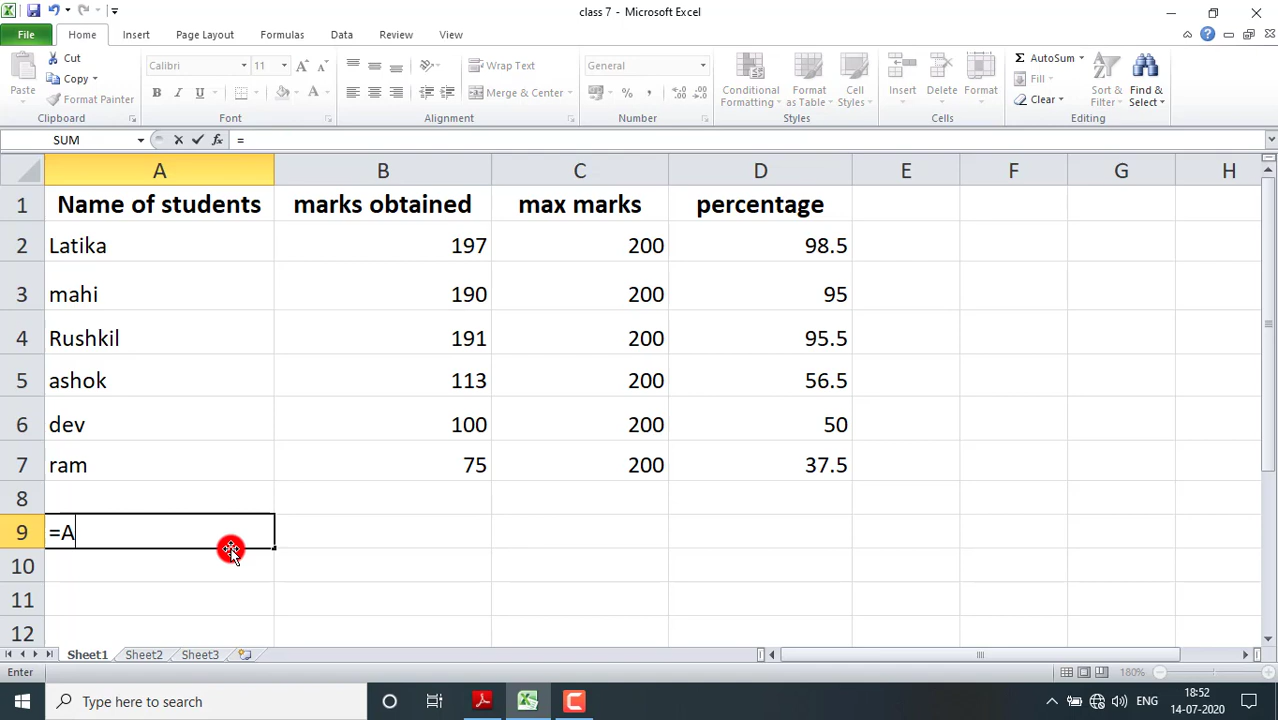 class 7 - Microsoft Excel
File Home Insert Page Layout Formulas Data Review View
Paste
Cut
Copy
Format Painter
Clipboard
Calibri 11
B I U A
Font
Wrap Text
Merge & Center
Alignment
General
% ,
Number
Conditional Formatting
Format as Table
Cell Styles
Styles
Insert Delete Format
Cells
Σ AutoSum
Fill
Clear
Sort & Filter
Find & Select
Editing
SUM fx =
A B C D E F G H
1 Name of students marks obtained max marks percentage
2 Latika 197 200 98.5
3 mahi 190 200 95
4 Rushkil 191 200 95.5
5 ashok 113 200 56.5
6 dev 100 200 50
7 ram 75 200 37.5
8
9 =A
10
11
12
Sheet1 Sheet2 Sheet3
Enter 180%
Type here to search ENG 18:52
14-07-2020